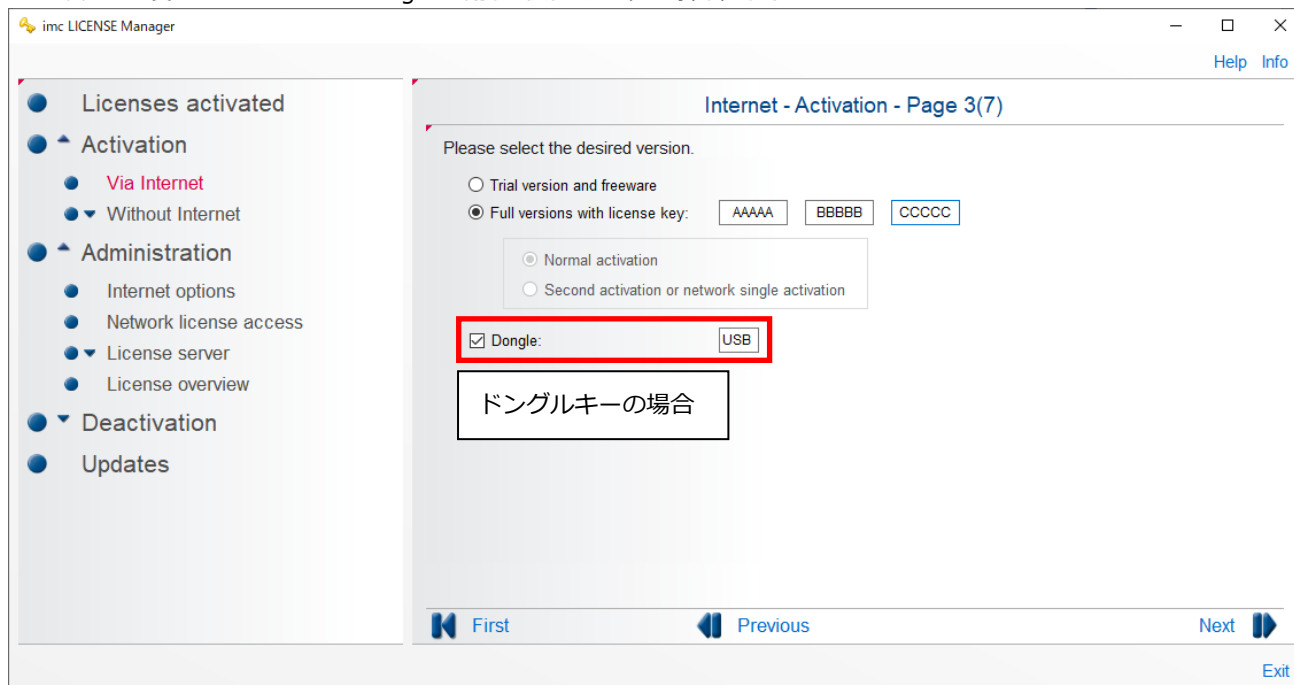 imc LICENSE Manager
Help Info
Licenses activated
Activation
Via Internet
Without Internet
Administration
Internet options
Network license access
License server
License overview
Deactivation
Updates
Internet - Activation - Page 3(7)
Please select the desired version.
Trial version and freeware
Full versions with license key: AAAAA BBBBB CCCCC
Normal activation
Second activation or network single activation
Dongle: USB
ドングルキーの場合
First Previous Next
Exit